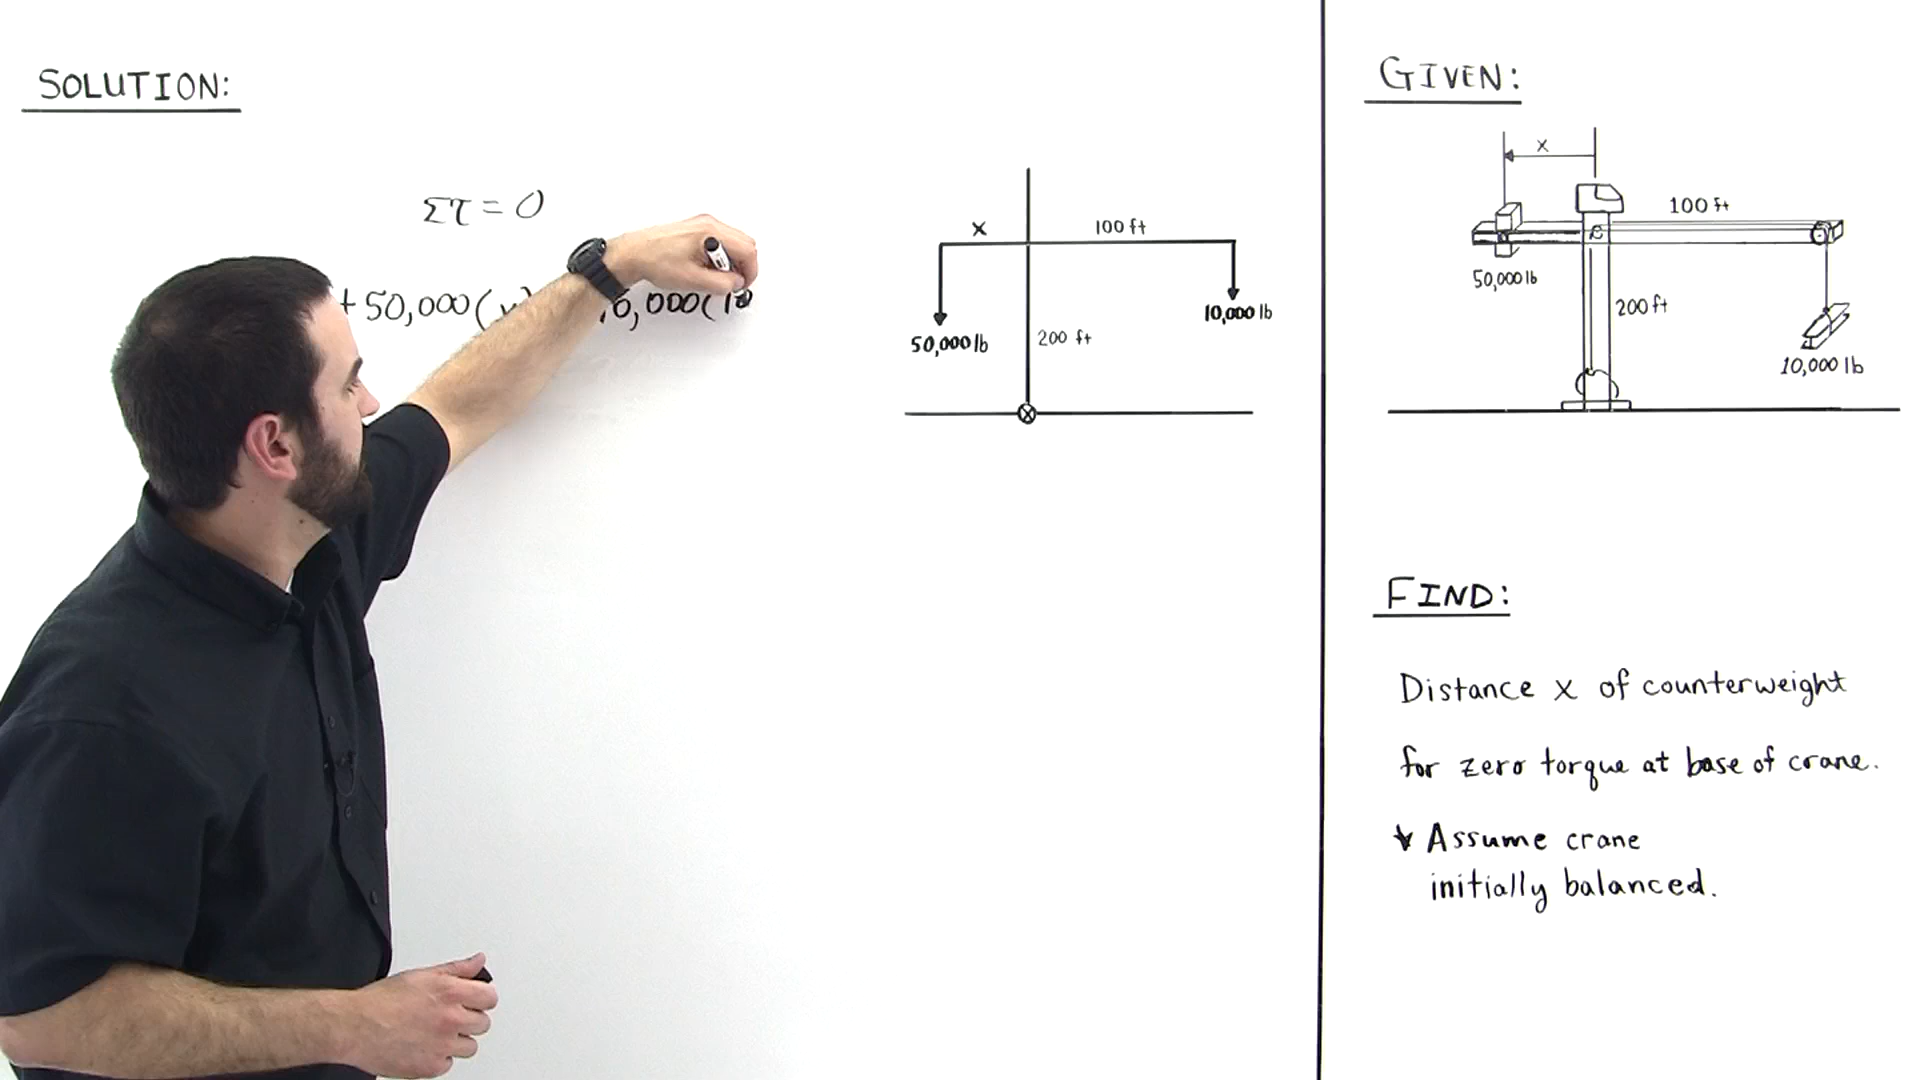 SOLUTION:
Στ = 0
+ 50,000(x) 10,000(10
x
100 ft
50,000 lb
10,000 lb
200 ft
GIVEN:
x
100 ft
50,000 lb
200 ft
10,000 lb
FIND:
Distance x of counterweight
for zero torque at base of crane.
* Assume crane
initially balanced.